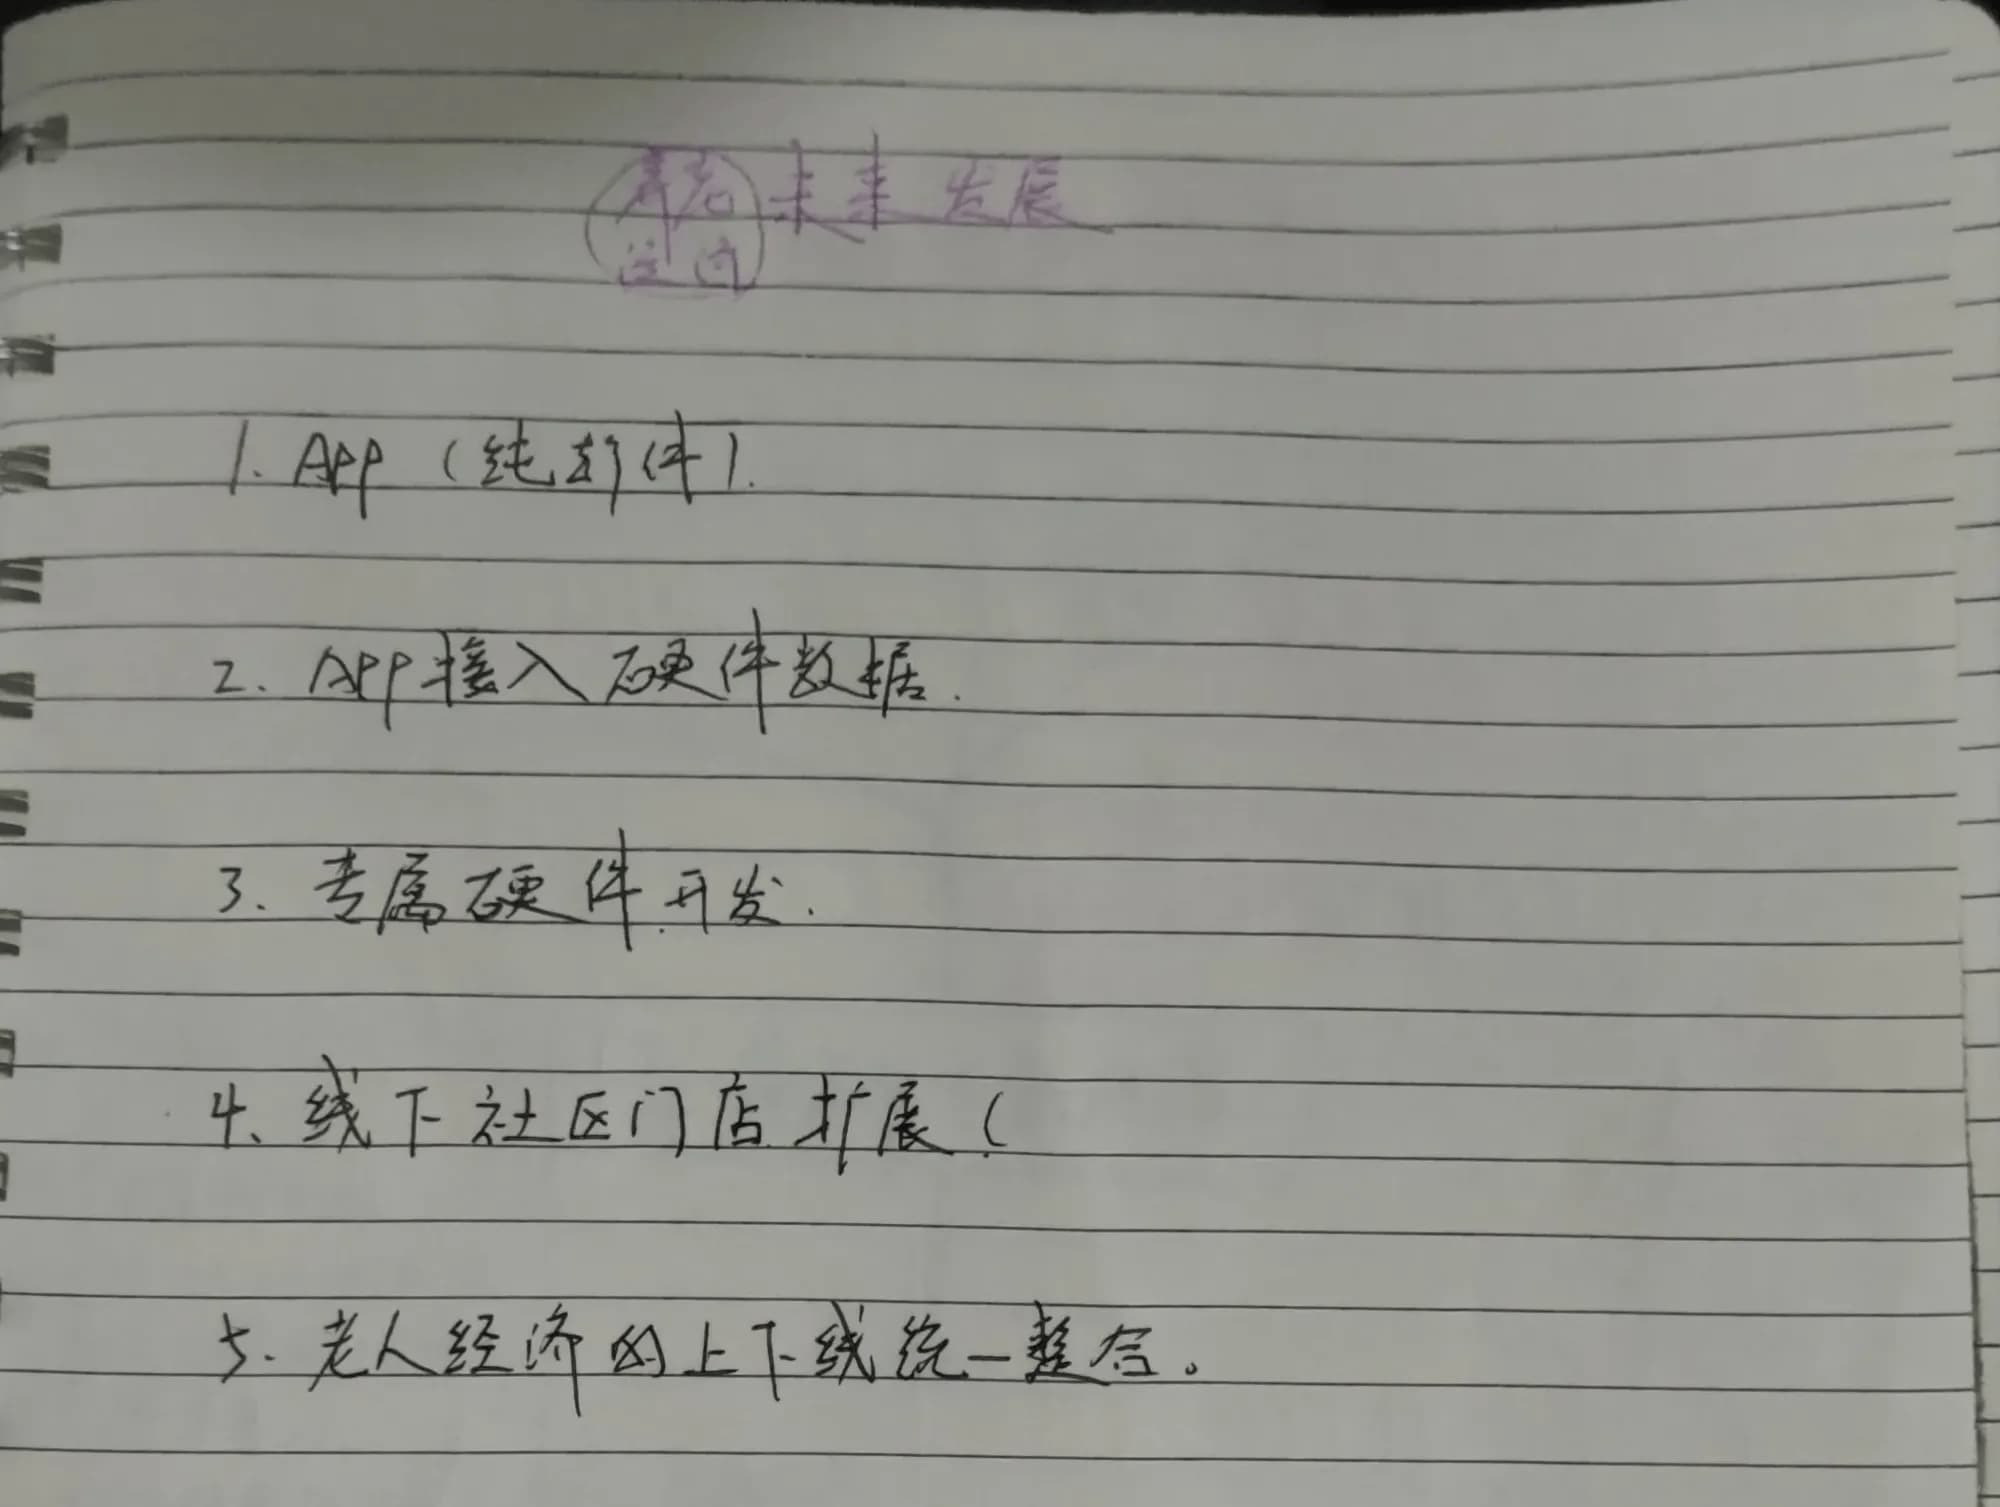 未来发展
1. App（纯软件）.
2. App接入硬件数据.
3. 专属硬件开发.
4、线下社区门店扩展（
5. 老人经济的上下线统一整合。